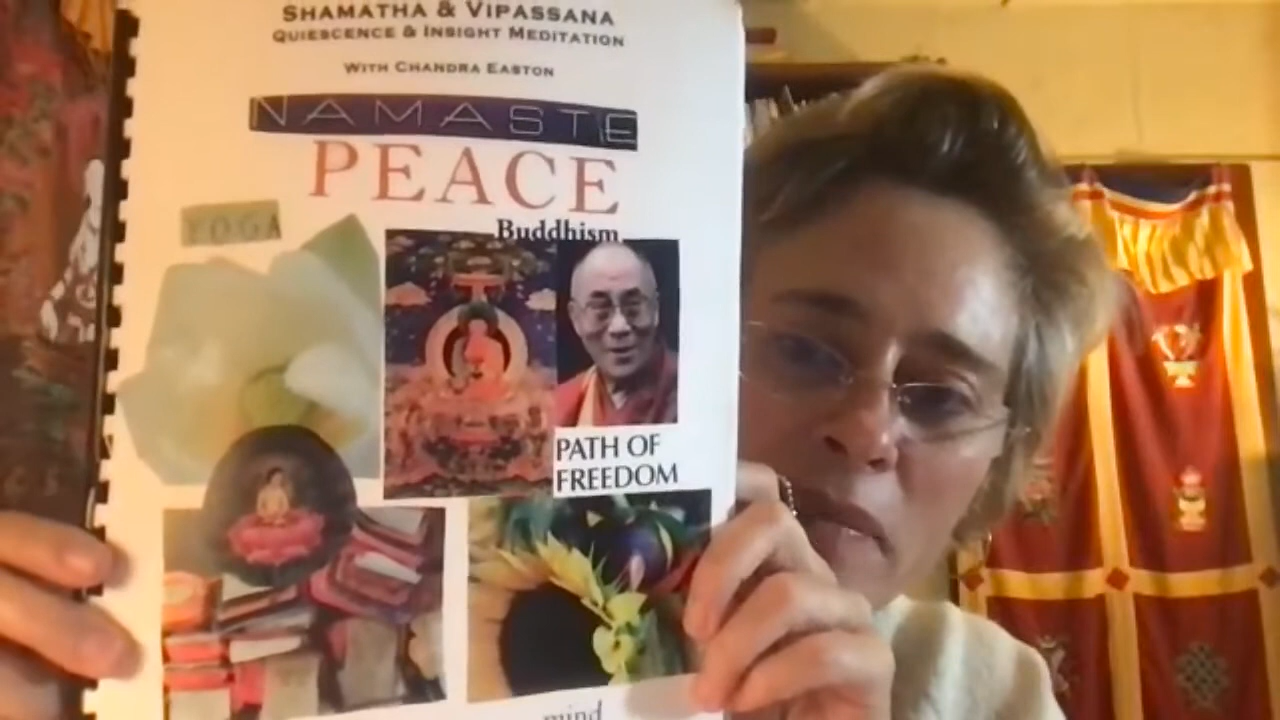 SHAMATHA & VIPASSANA
QUIESCENCE & INSIGHT MEDITATION
WITH CHANDRA EASTON
NAMASTE
PEACE
Buddhism
YOGA
PATH OF
FREEDOM
mind